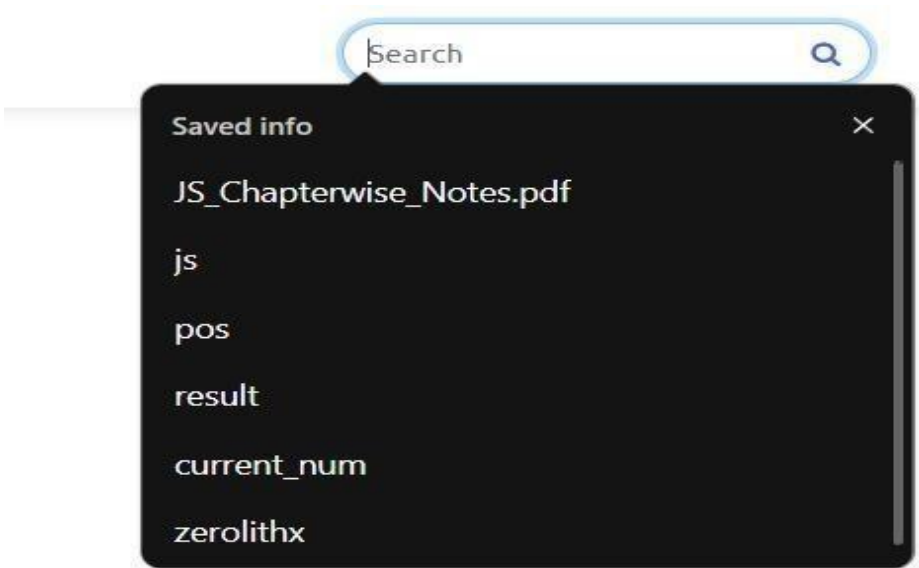 Search
Saved info
JS_Chapterwise_Notes.pdf
js
pos
result
current_num
zerolithx